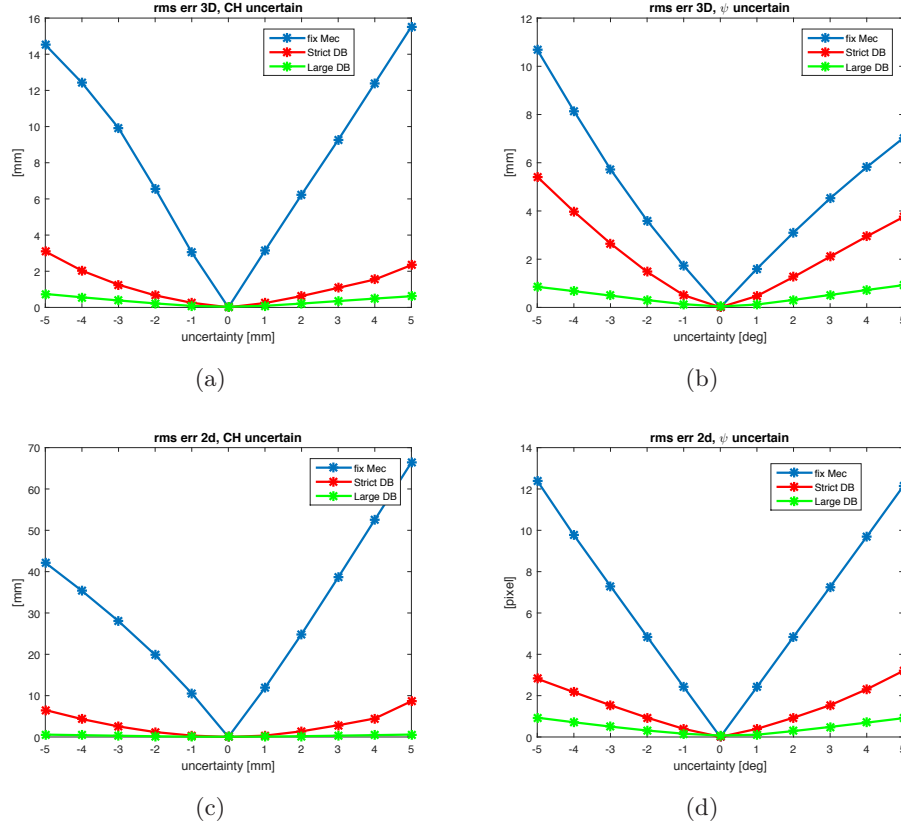 rms err 3D, CH uncertain
16
14
12
10
8
6
4
2
0
[mm]
fix Mec
Strict DB
Large DB
-5 -4 -3 -2 -1 0 1 2 3 4 5
uncertainty [mm]
(a)
rms err 3D, ψ uncertain
12
10
8
6
4
2
0
[mm]
fix Mec
Strict DB
Large DB
-5 -4 -3 -2 -1 0 1 2 3 4 5
uncertainty [deg]
(b)
rms err 2d, CH uncertain
70
60
50
40
30
20
10
0
[mm]
fix Mec
Strict DB
Large DB
-5 -4 -3 -2 -1 0 1 2 3 4 5
uncertainty [mm]
(c)
rms err 2d, ψ uncertain
14
12
10
8
6
4
2
0
[pixel]
fix Mec
Strict DB
Large DB
-5 -4 -3 -2 -1 0 1 2 3 4 5
uncertainty [deg]
(d)